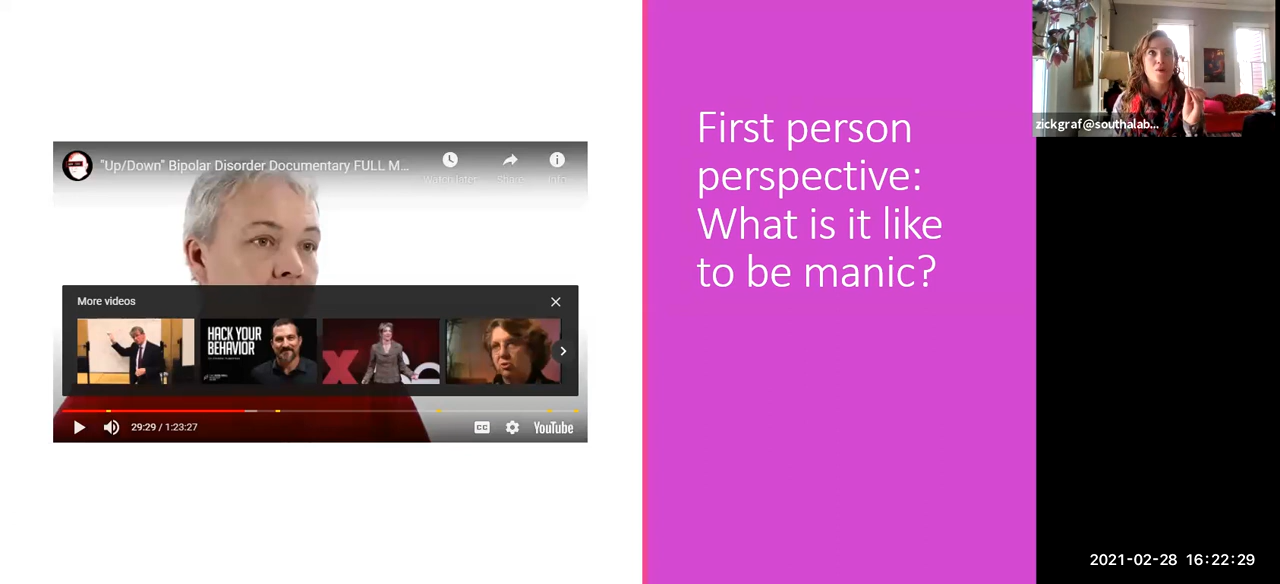 "Up/Down" Bipolar Disorder Documentary FULL M...
Watch later
Share
Info
More videos
HACK YOUR
BEHAVIOR
X
29:29 / 1:23:27
CC
YouTube
First person
perspective:
What is it like
to be manic?
zickgraf@southalab...
2021-02-28 16:22:29